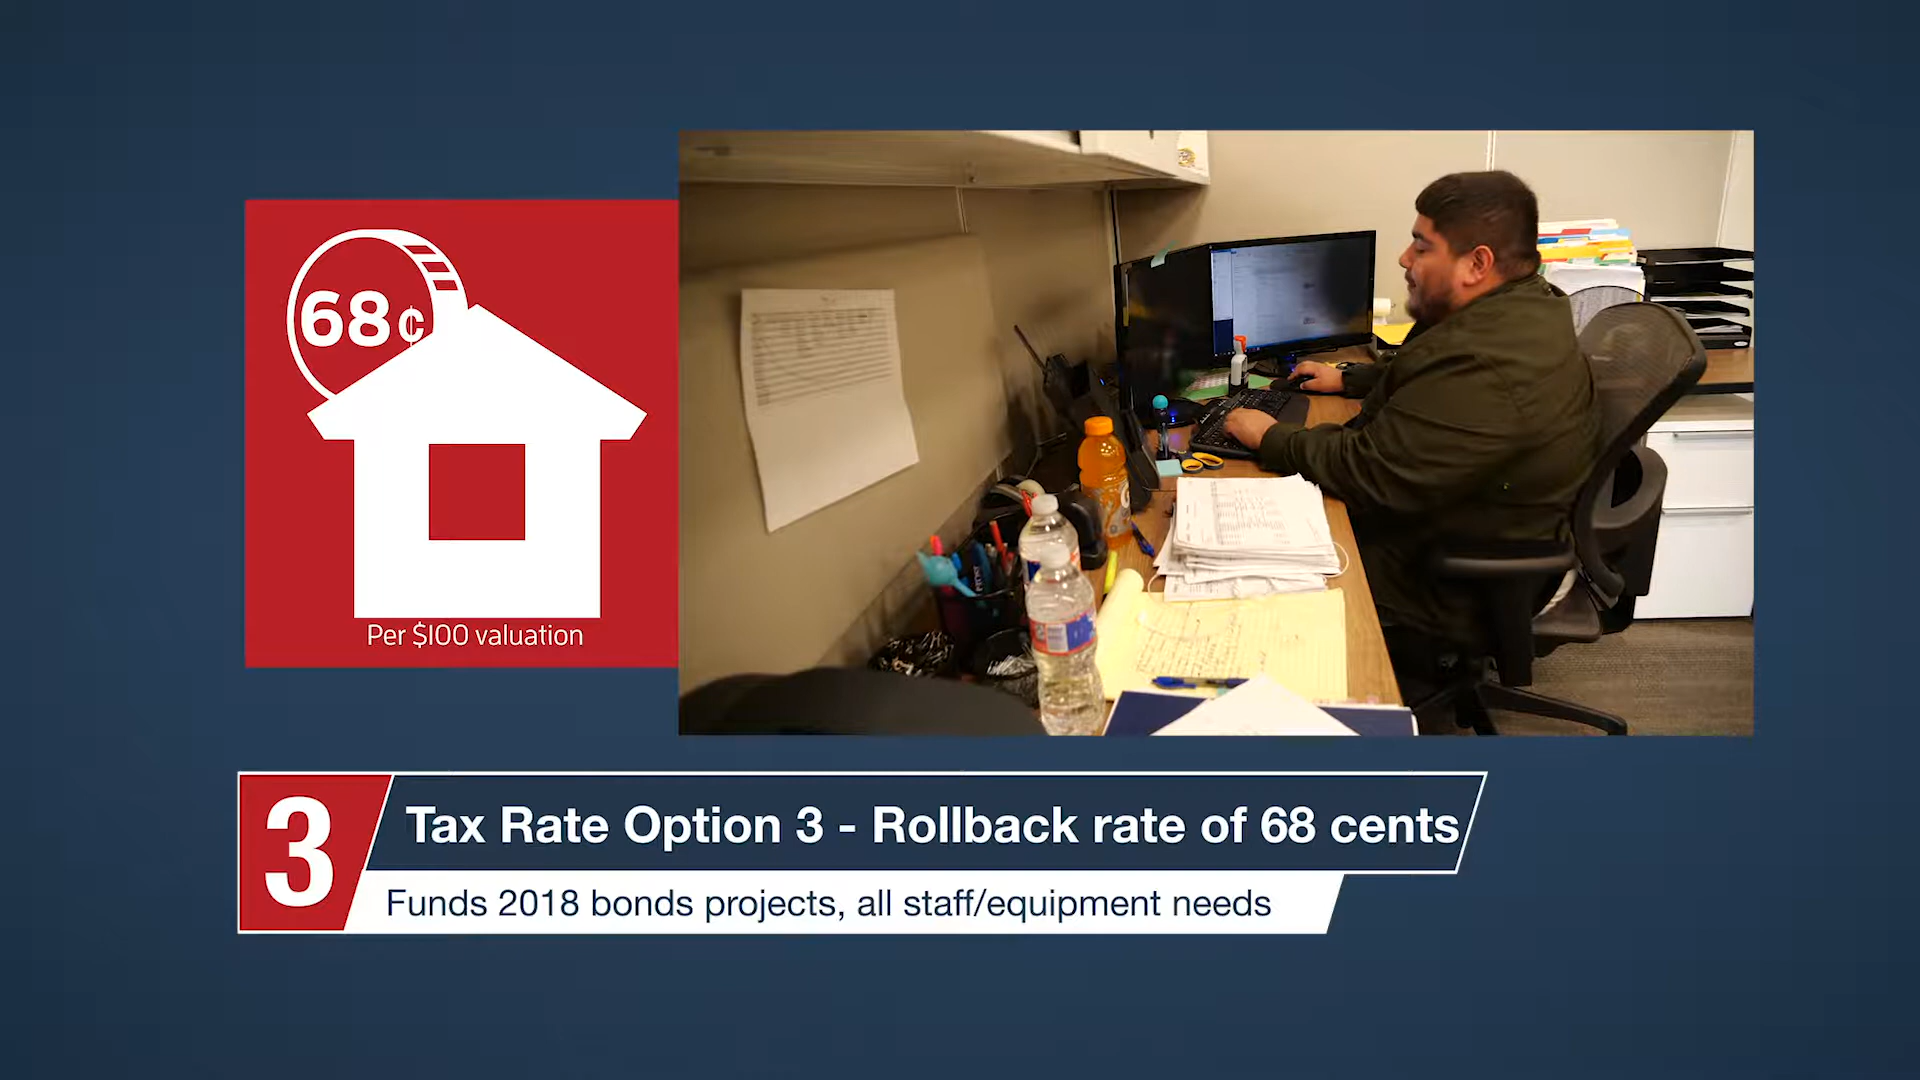 68¢
Per $100 valuation
3
Tax Rate Option 3 - Rollback rate of 68 cents
Funds 2018 bonds projects, all staff/equipment needs